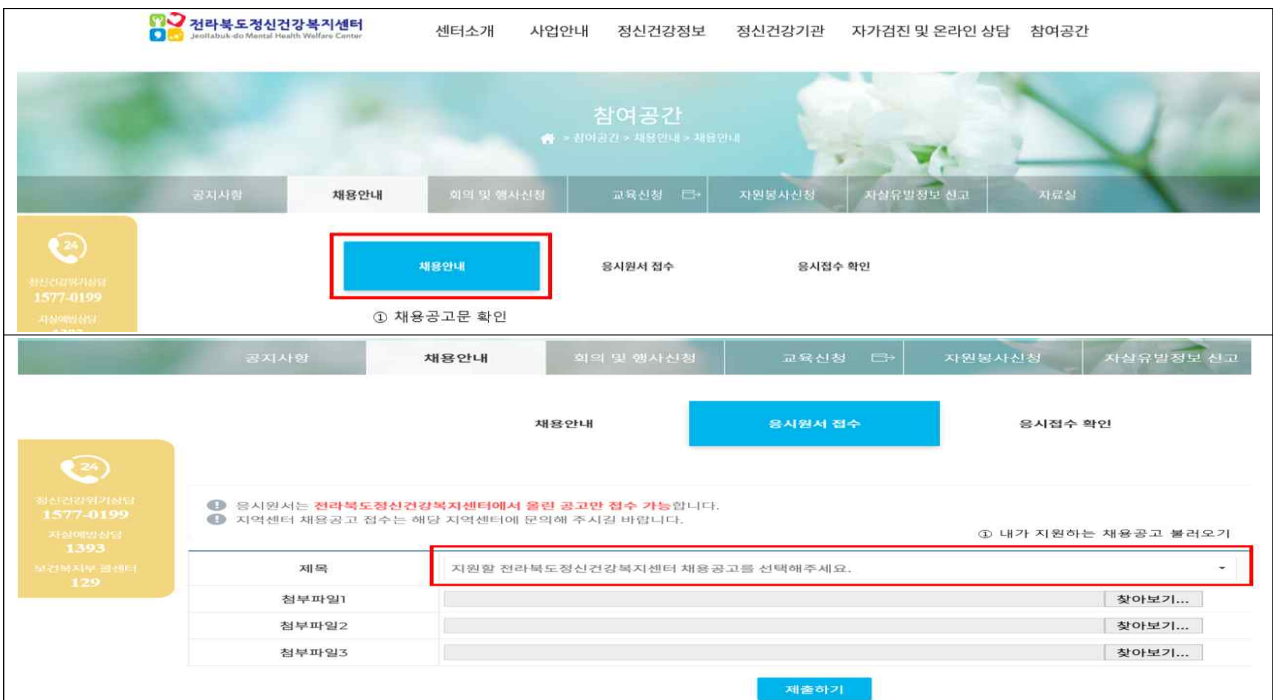 전라북도정신건강복지센터
Jeollabuk-do Mental Health Welfare Center
센터소개 사업안내 정신건강정보 정신건강기관 자가검진 및 온라인 상담 참여공간
참여공간
> 참여공간 > 채용안내 > 채용안내
공지사항 채용안내 회의 및 행사신청 교육신청 자원봉사신청 자살유발정보 신고 자료실
24
정신건강위기상담
1577-0199
자살예방상담
1393
채용안내 응시원서 접수 응시접수 확인
① 채용공고문 확인
공지사항 채용안내 회의 및 행사신청 교육신청 자원봉사신청 자살유발정보 신고
채용안내 응시원서 접수 응시접수 확인
24
정신건강위기상담
1577-0199
자살예방상담
1393
보건복지부 콜센터
129
응시원서는 전라북도정신건강복지센터에서 올린 공고만 접수 가능합니다.
지역센터 채용공고 접수는 해당 지역센터에 문의해 주시길 바랍니다.
① 내가 지원하는 채용공고 불러오기
제목 지원할 전라북도정신건강복지센터 채용공고를 선택해주세요.
첨부파일1 찾아보기...
첨부파일2 찾아보기...
첨부파일3 찾아보기...
제출하기